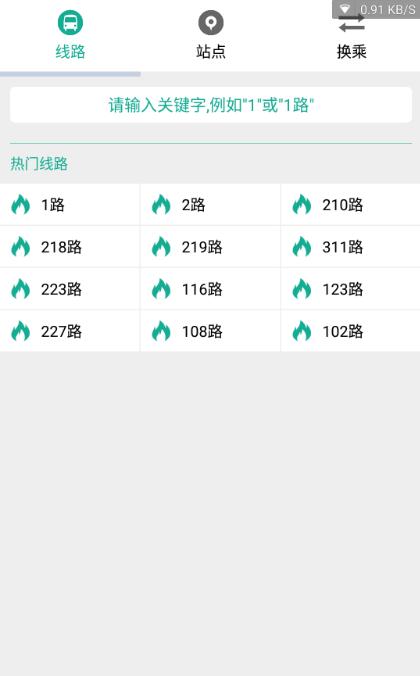 0.91 KB/S
线路 站点 换乘
请输入关键字,例如"1"或"1路"
热门线路
1路 2路 210路
218路 219路 311路
223路 116路 123路
227路 108路 102路